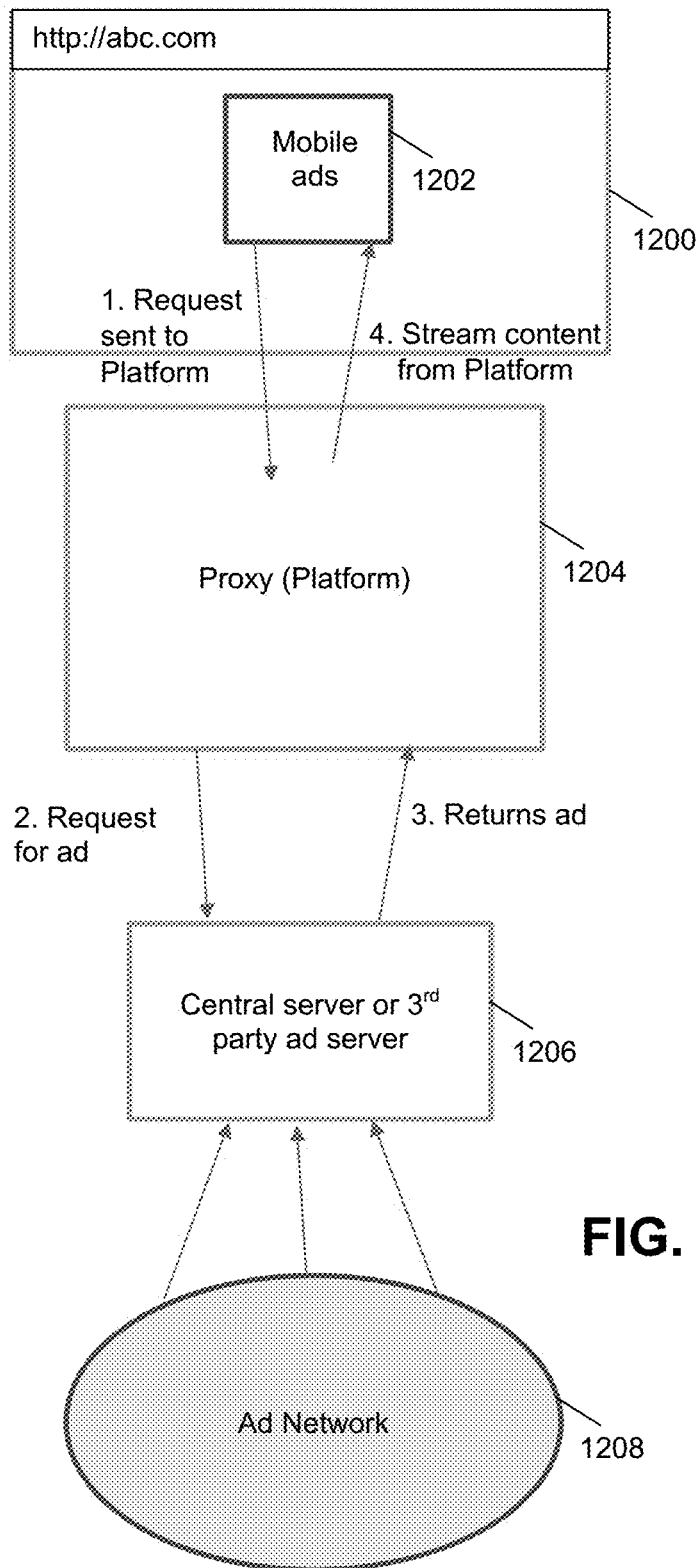 http://abc.com
Mobile
ads
1202
1200
1. Request
sent to
Platform
4. Stream content
from Platform
Proxy (Platform)
1204
2. Request
for ad
3. Returns ad
Central server or 3rd
party ad server
1206
FIG.
Ad Network
1208